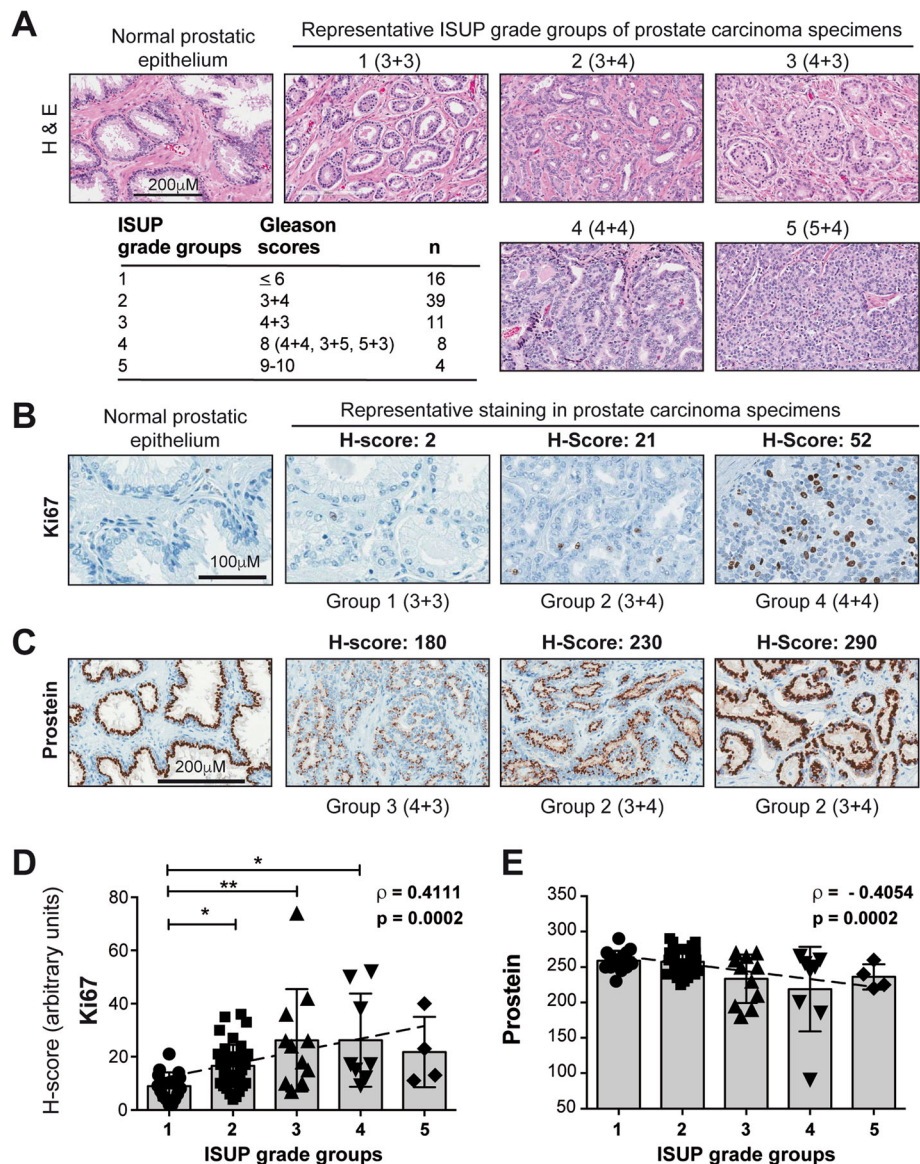 A
Normal prostatic
epithelium
Representative ISUP grade groups of prostate carcinoma specimens
1 (3+3)
2 (3+4)
3 (4+3)
H & E
200µM
4 (4+4)
5 (5+4)
ISUP
grade groups
Gleason
scores
n
1 ≤ 6 16
2 3+4 39
3 4+3 11
4 8 (4+4, 3+5, 5+3) 8
5 9-10 4
B
Normal prostatic
epithelium
Representative staining in prostate carcinoma specimens
H-score: 2
H-Score: 21
H-Score: 52
Ki67
100µM
Group 1 (3+3)
Group 2 (3+4)
Group 4 (4+4)
C
H-score: 180
H-Score: 230
H-Score: 290
Prostein
200µM
Group 3 (4+3)
Group 2 (3+4)
Group 2 (3+4)
D
Ki67
H-score (arbitrary units)
80
60
40
20
0
*
**
*
ρ = 0.4111
p = 0.0002
1 2 3 4 5
ISUP grade groups
E
Prostein
350
300
250
200
150
100
50
ρ = - 0.4054
p = 0.0002
1 2 3 4 5
ISUP grade groups